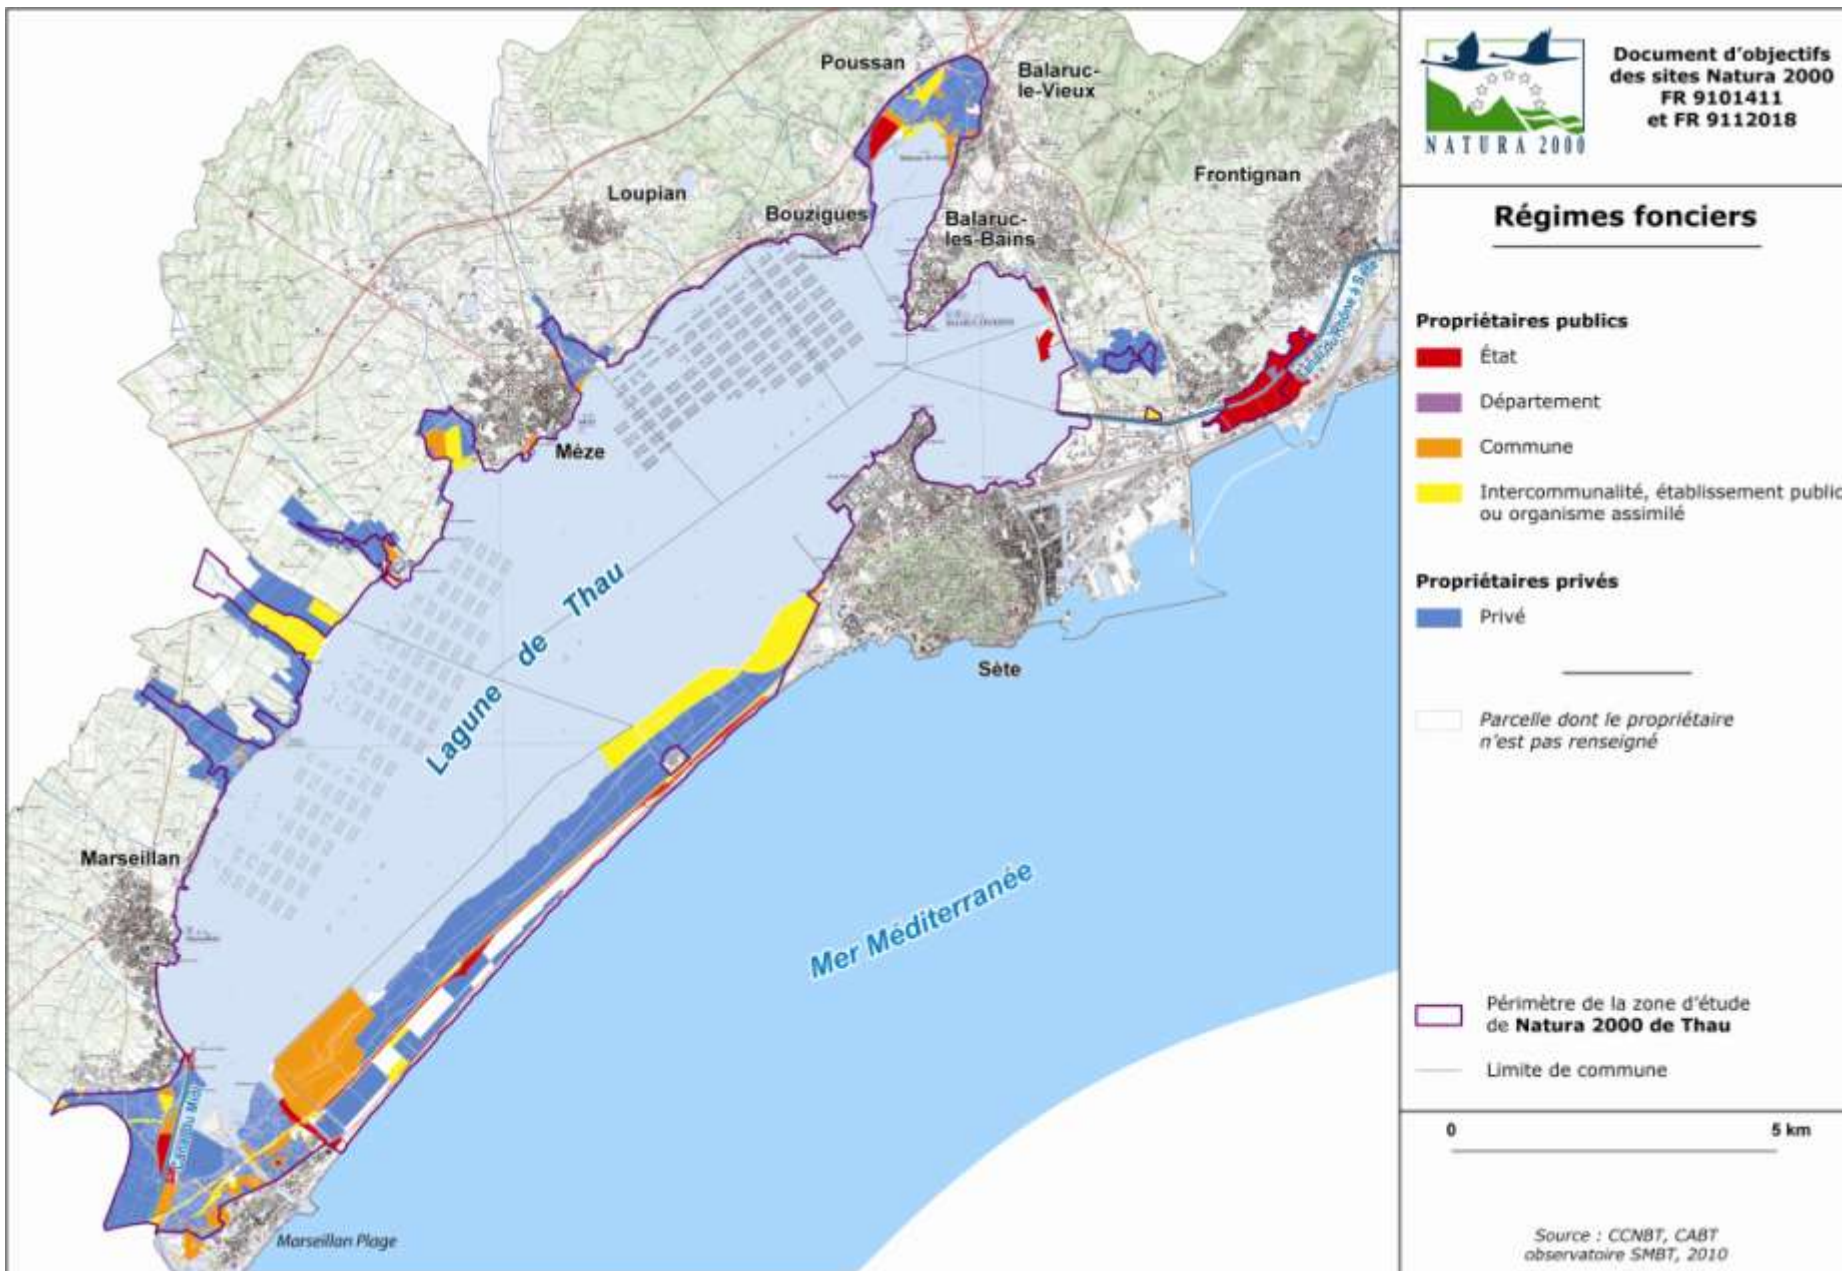 Poussan
Balaruc-
le-Vieux
Frontignan
Loupian
Bouzigues
Balaruc-
les-Bains
Mèze
Lagune de Thau
Sète
Marseillan
Mer Méditerranée
Marseillan Plage
Document d'objectifs
des sites Natura 2000
FR 9101411
et FR 9112018
NATURA 2000
Régimes fonciers
Propriétaires publics
État
Département
Commune
Intercommunalité, établissement public
ou organisme assimilé
Propriétaires privés
Privé
Parcelle dont le propriétaire
n'est pas renseigné
Périmètre de la zone d'étude
de Natura 2000 de Thau
Limite de commune
0 5 km
Source : CCNBT, CABT
observatoire SMBT, 2010